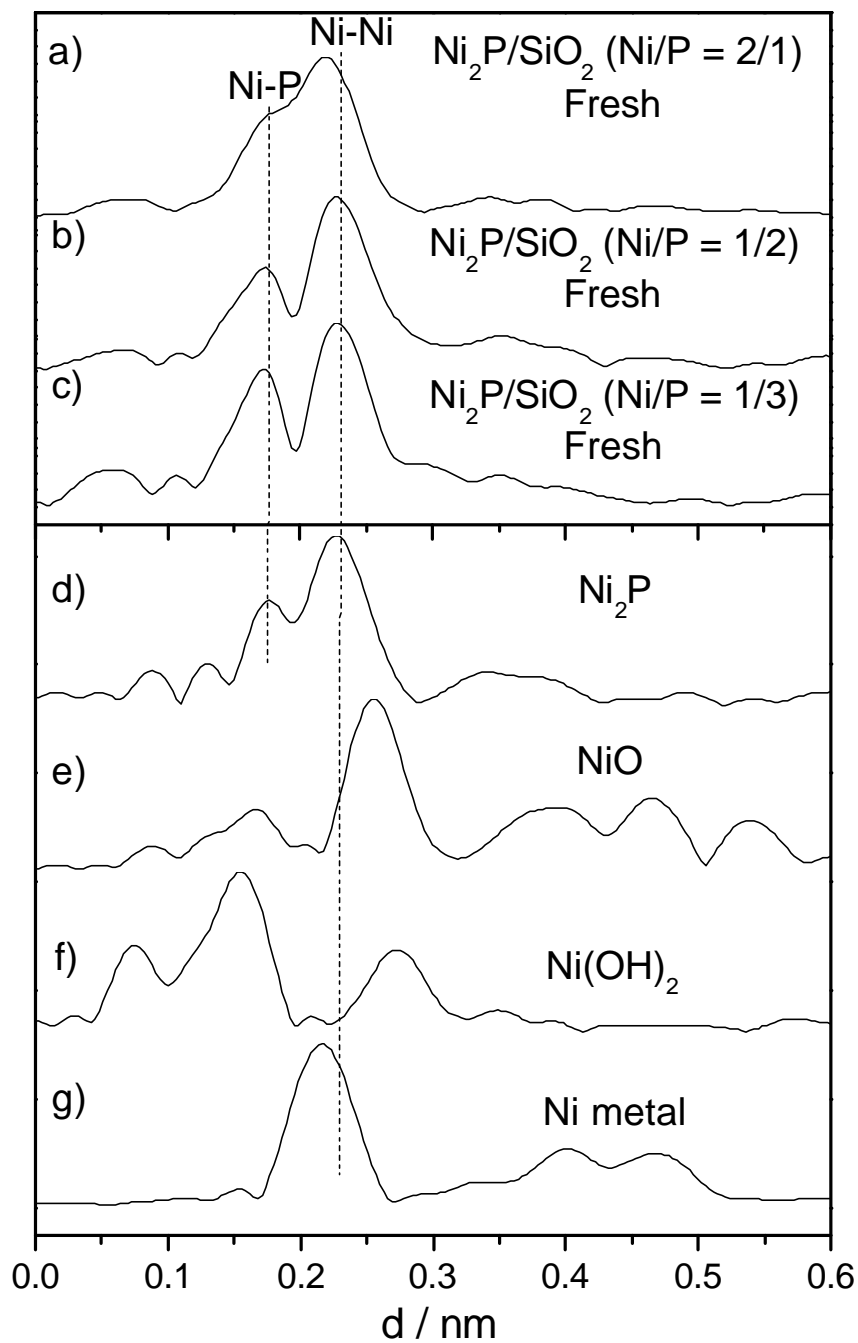 a)
Ni-Ni
Ni-P
Ni₂P/SiO₂ (Ni/P = 2/1)
Fresh
b)
Ni₂P/SiO₂ (Ni/P = 1/2)
Fresh
c)
Ni₂P/SiO₂ (Ni/P = 1/3)
Fresh
d)
Ni₂P
e)
NiO
f)
Ni(OH)₂
g)
Ni metal
0.0 0.1 0.2 0.3 0.4 0.5 0.6
d / nm